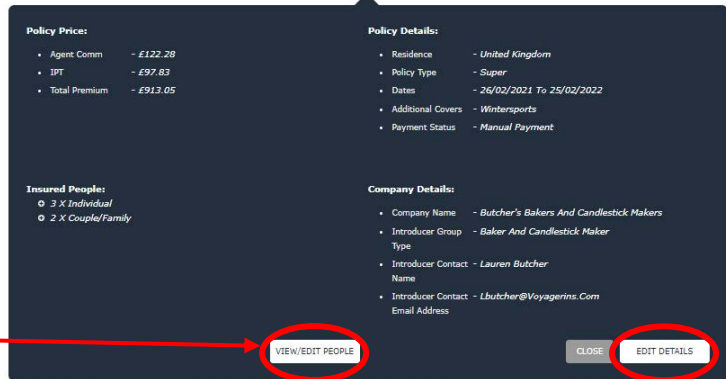 Policy Price:
Agent Comm - £122.28
IPT - £97.83
Total Premium - £913.05
Policy Details:
Residence - United Kingdom
Policy Type - Super
Dates - 26/02/2021 To 25/02/2022
Additional Covers - Wintersports
Payment Status - Manual Payment
Insured People:
3 X Individual
2 X Couple/Family
Company Details:
Company Name - Butcher's Bakers And Candlestick Makers
Introducer Group - Baker And Candlestick Maker
Type
Introducer Contact - Lauren Butcher
Name
Introducer Contact - Lbutcher@Voyagerins.Com
Email Address
VIEW/EDIT PEOPLE
CLOSE
EDIT DETAILS